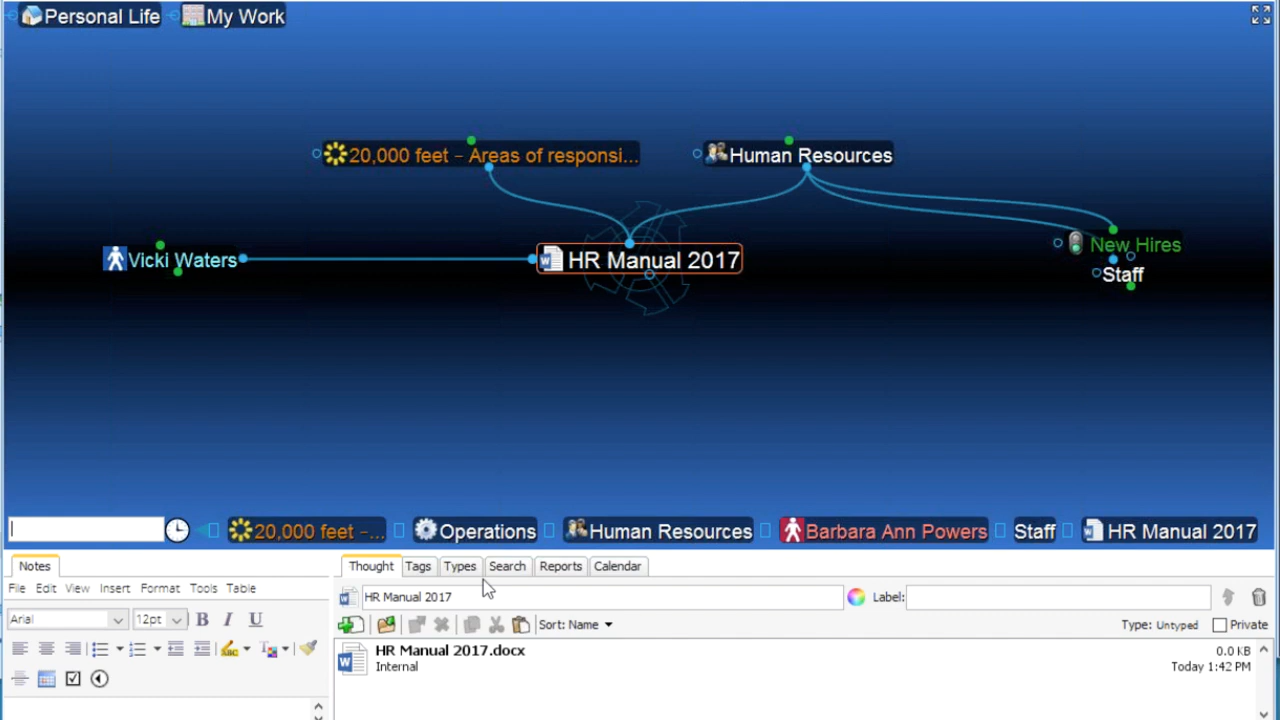 Personal Life My Work
20,000 feet - Areas of responsi... Human Resources
New Hires
Vicki Waters HR Manual 2017
Staff
20,000 feet -... Operations Human Resources Barbara Ann Powers Staff HR Manual 2017
Notes Thought Tags Types Search Reports Calendar
File Edit View Insert Format Tools Table
HR Manual 2017 Label:
Arial 12pt B I U
Sort: Name Type: Untyped Private
HR Manual 2017.docx 0.0 KB
Internal Today 1:42 PM